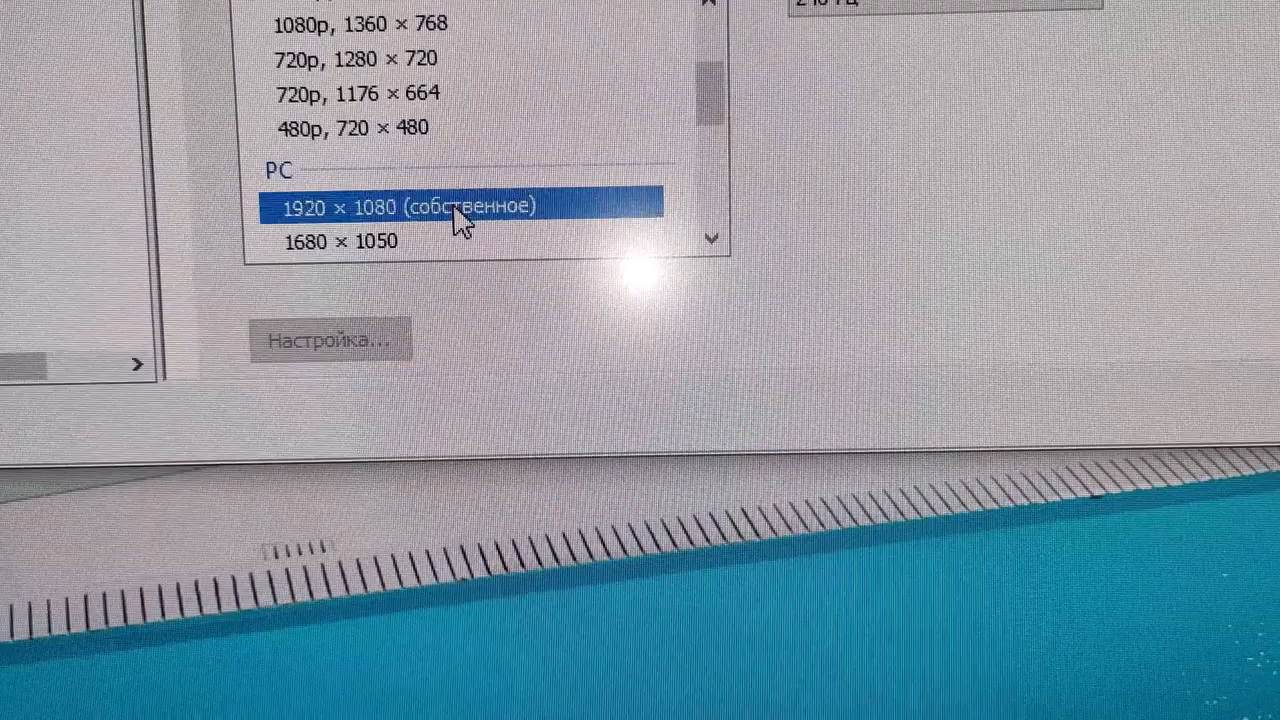 1080p, 1360 × 768
720p, 1280 × 720
720p, 1176 × 664
480p, 720 × 480
PC
1920 × 1080 (собственное)
1680 × 1050
Настройка...